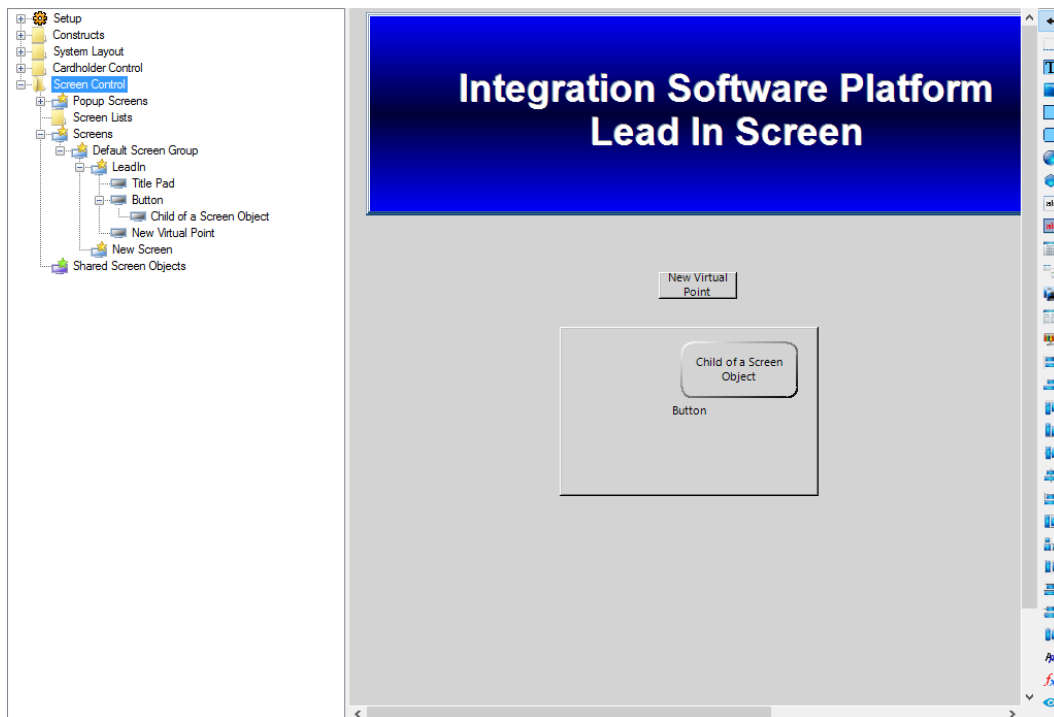 Setup
Constructs
System Layout
Cardholder Control
Screen Control
Popup Screens
Screen Lists
Screens
Default Screen Group
LeadIn
Title Pad
Button
Child of a Screen Object
New Virtual Point
New Screen
Shared Screen Objects
Integration Software Platform
Lead In Screen
New Virtual
Point
Child of a Screen
Object
Button